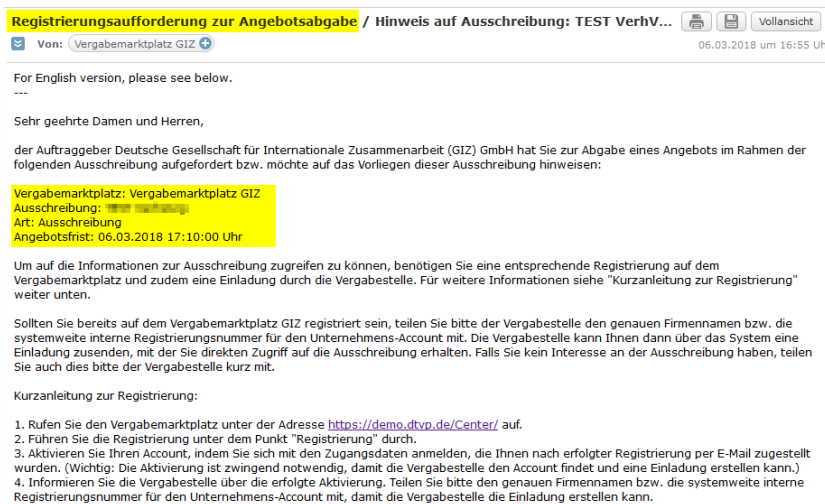 Registrierungsaufforderung zur Angebotsabgabe / Hinweis auf Ausschreibung: TEST VerhV...
Vollansicht
Von: Vergabemarktplatz GIZ
06.03.2018 um 16:55 Uh
For English version, please see below.
---
Sehr geehrte Damen und Herren,
der Auftraggeber Deutsche Gesellschaft für Internationale Zusammenarbeit (GIZ) GmbH hat Sie zur Abgabe eines Angebots im Rahmen der
folgenden Ausschreibung aufgefordert bzw. möchte auf das Vorliegen dieser Ausschreibung hinweisen:
Vergabemarktplatz: Vergabemarktplatz GIZ
Ausschreibung:
Art: Ausschreibung
Angebotsfrist: 06.03.2018 17:10:00 Uhr
Um auf die Informationen zur Ausschreibung zugreifen zu können, benötigen Sie eine entsprechende Registrierung auf dem
Vergabemarktplatz und zudem eine Einladung durch die Vergabestelle. Für weitere Informationen siehe "Kurzanleitung zur Registrierung"
weiter unten.
Sollten Sie bereits auf dem Vergabemarktplatz GIZ registriert sein, teilen Sie bitte der Vergabestelle den genauen Firmennamen bzw. die
systemweite interne Registrierungsnummer für den Unternehmens-Account mit. Die Vergabestelle kann Ihnen dann über das System eine
Einladung zusenden, mit der Sie direkten Zugriff auf die Ausschreibung erhalten. Falls Sie kein Interesse an der Ausschreibung haben, teilen
Sie auch dies bitte der Vergabestelle kurz mit.
Kurzanleitung zur Registrierung:
1. Rufen Sie den Vergabemarktplatz unter der Adresse https://demo.dtvp.de/Center/ auf.
2. Führen Sie die Registrierung unter dem Punkt "Registrierung" durch.
3. Aktivieren Sie Ihren Account, indem Sie sich mit den Zugangsdaten anmelden, die Ihnen nach erfolgter Registrierung per E-Mail zugestellt
wurden. (Wichtig: Die Aktivierung ist zwingend notwendig, damit die Vergabestelle den Account findet und eine Einladung erstellen kann.)
4. Informieren Sie die Vergabestelle über die erfolgte Aktivierung. Teilen Sie bitte den genauen Firmennamen bzw. die systemweite interne
Registrierungsnummer für den Unternehmens-Account mit, damit die Vergabestelle die Einladung erstellen kann.